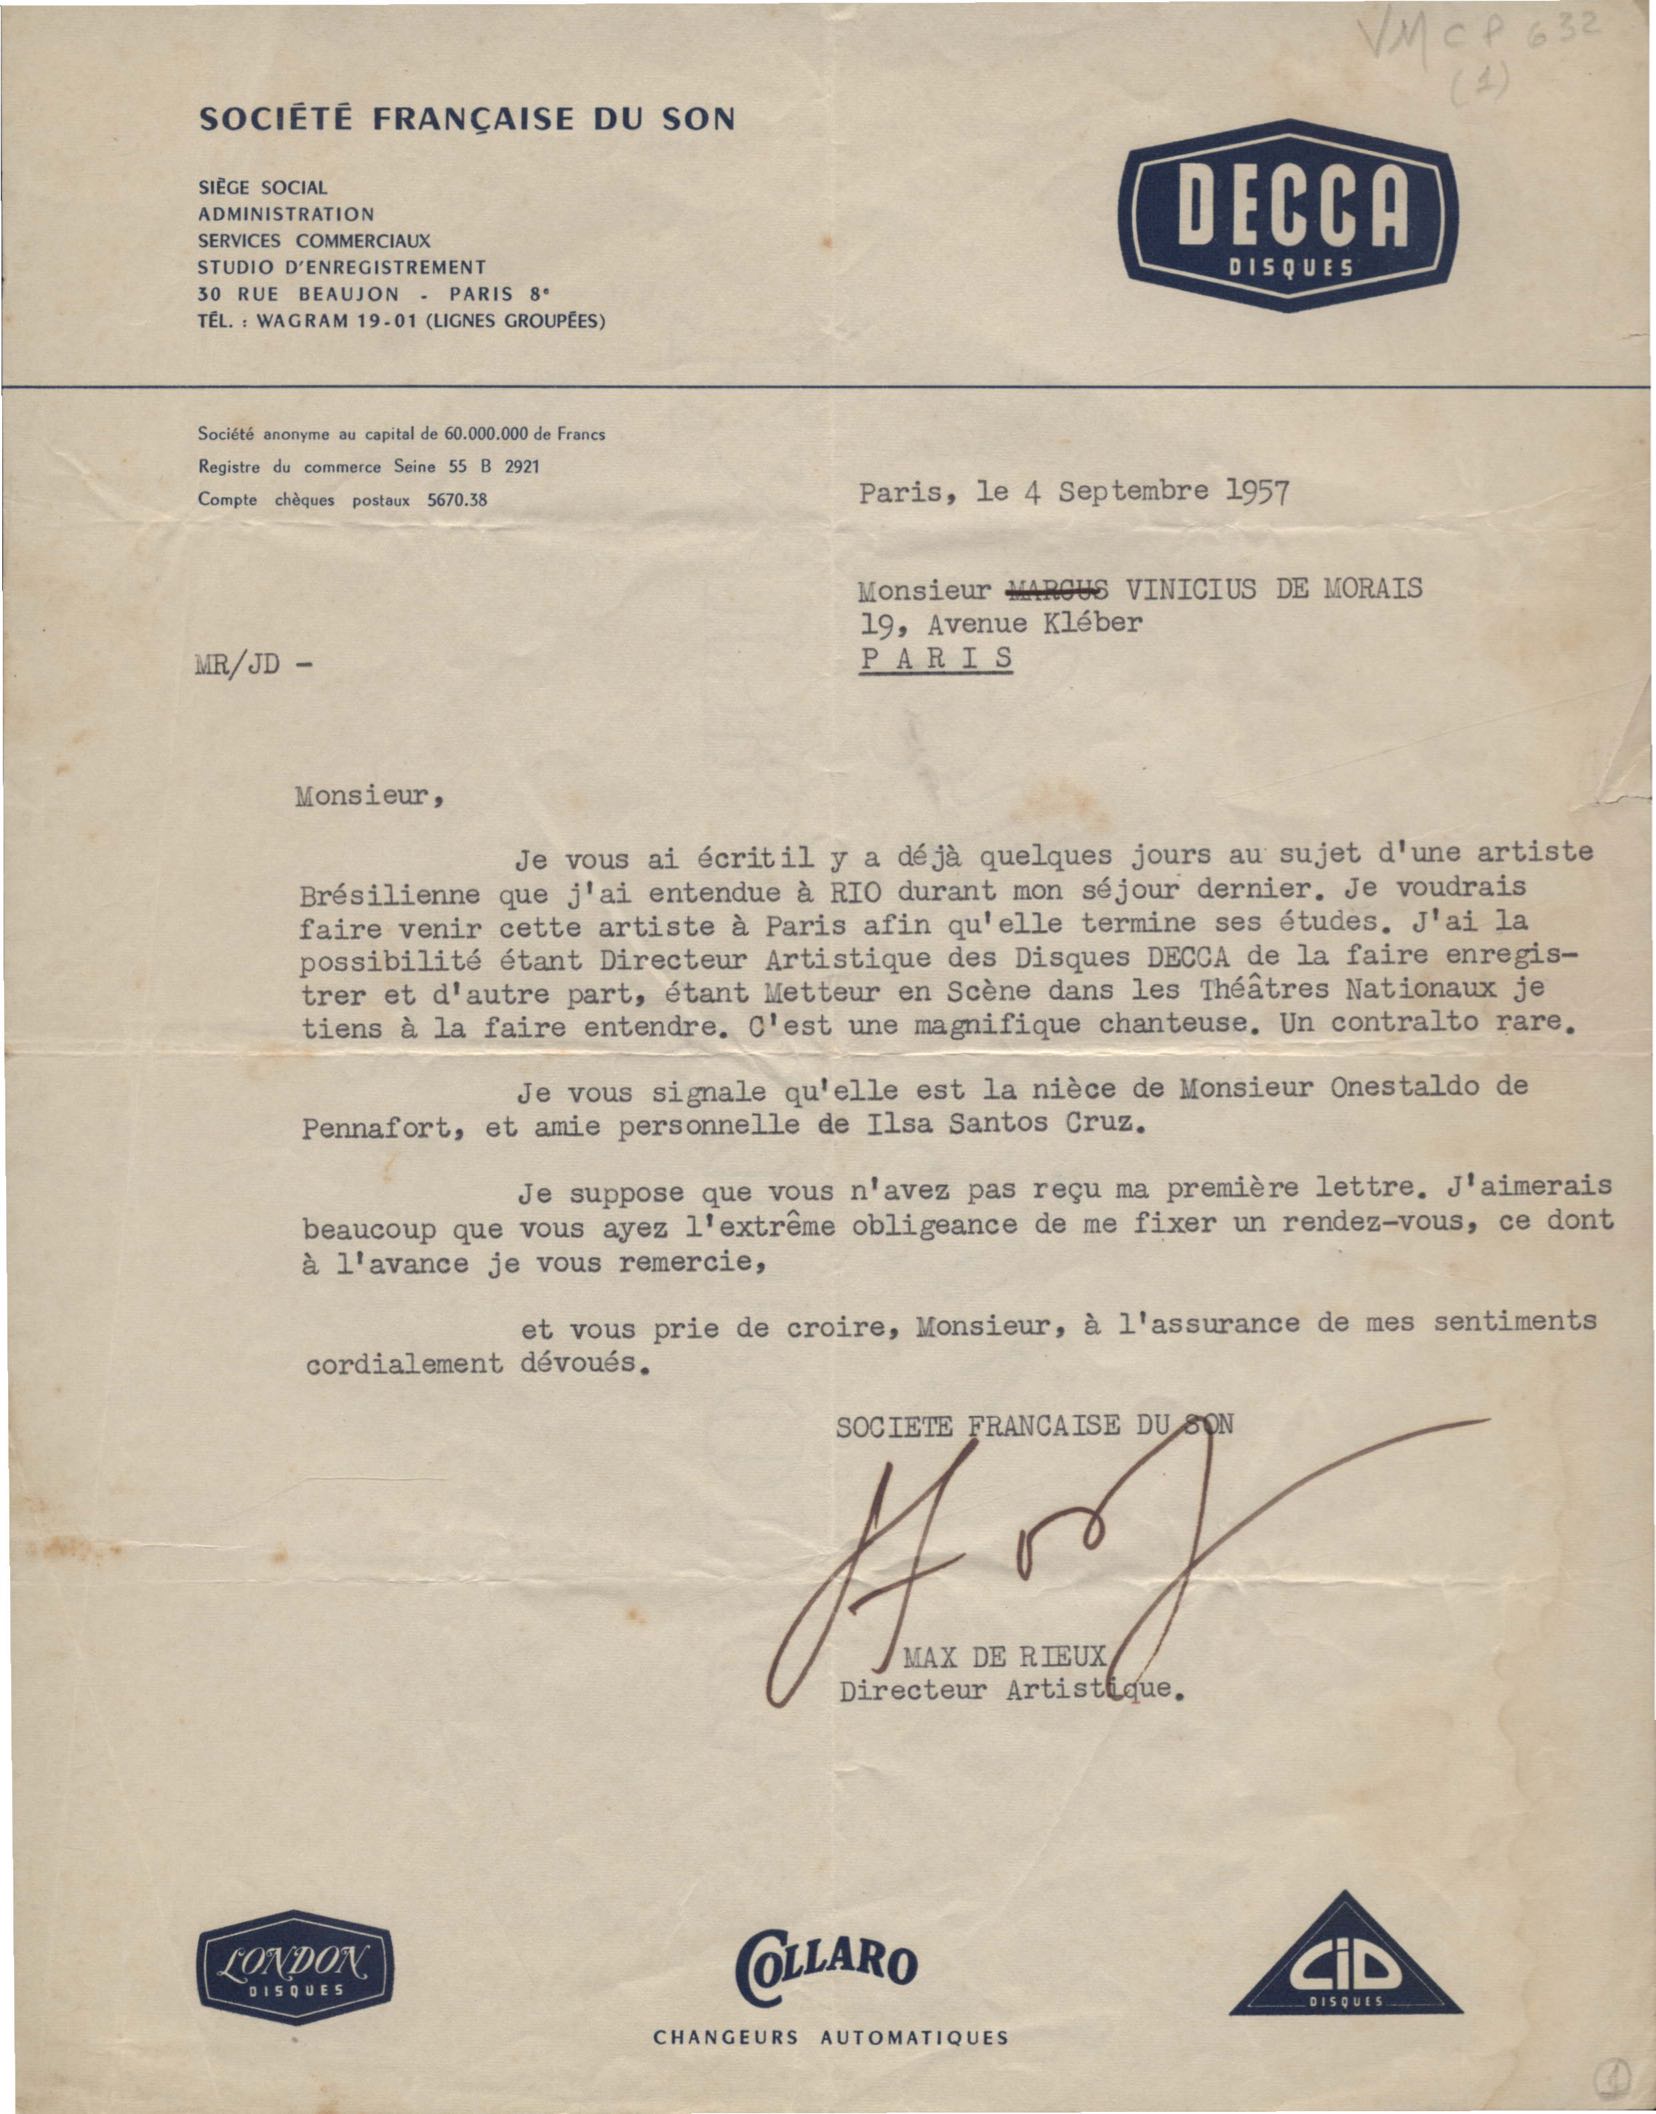 VMCP 632
(1)
SOCIÉTÉ FRANÇAISE DU SON
SIÈGE SOCIAL
ADMINISTRATION
SERVICES COMMERCIAUX
STUDIO D'ENREGISTREMENT
30 RUE BEAUJON - PARIS 8e
TÉL. : WAGRAM 19-01 (LIGNES GROUPÉES)
DECCA
DISQUES
Société anonyme au capital de 60.000.000 de Francs
Registre du commerce Seine 55 B 2921
Compte chèques postaux 5670.38
Paris, le 4 Septembre 1957
Monsieur MARCUS VINICIUS DE MORAIS
19, Avenue Kléber
P A R I S
MR/JD -
Monsieur,
Je vous ai écritil y a déjà quelques jours au sujet d'une artiste
Brésilienne que j'ai entendue à RIO durant mon séjour dernier. Je voudrais
faire venir cette artiste à Paris afin qu'elle termine ses études. J'ai la
possibilité étant Directeur Artistique des Disques DECCA de la faire enregis-
trer et d'autre part, étant Metteur en Scène dans les Théâtres Nationaux je
tiens à la faire entendre. C'est une magnifique chanteuse. Un contralto rare.
Je vous signale qu'elle est la nièce de Monsieur Onestaldo de
Pennafort, et amie personnelle de Ilsa Santos Cruz.
Je suppose que vous n'avez pas reçu ma première lettre. J'aimerais
beaucoup que vous ayez l'extrême obligeance de me fixer un rendez-vous, ce dont
à l'avance je vous remercie,
et vous prie de croire, Monsieur, à l'assurance de mes sentiments
cordialement dévoués.
SOCIETE FRANCAISE DU SON
MAX DE RIEUX
Directeur Artistique.
LONDON
DISQUES
COLLARO
CHANGEURS AUTOMATIQUES
CID
DISQUES
1